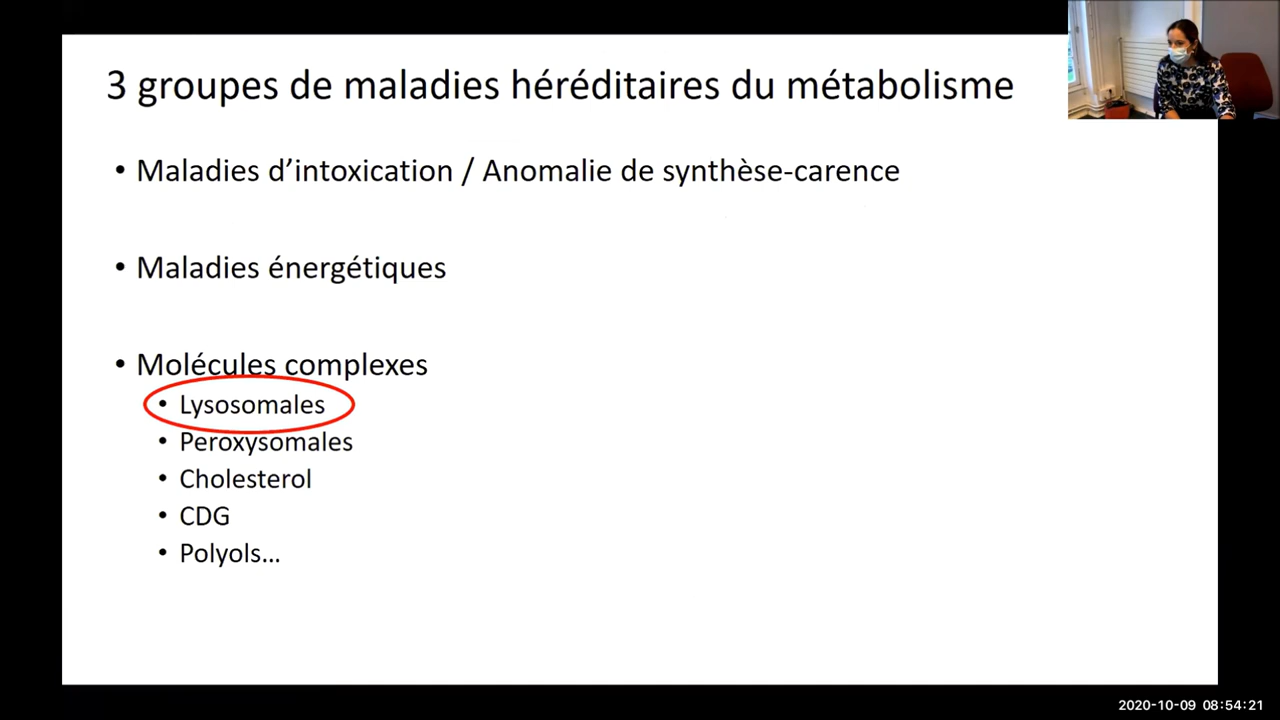 3 groupes de maladies héréditaires du métabolisme
• Maladies d’intoxication / Anomalie de synthèse-carence
• Maladies énergétiques
• Molécules complexes
• Lysosomales
• Peroxysomales
• Cholesterol
• CDG
• Polyols…
2020-10-09 08:54:21